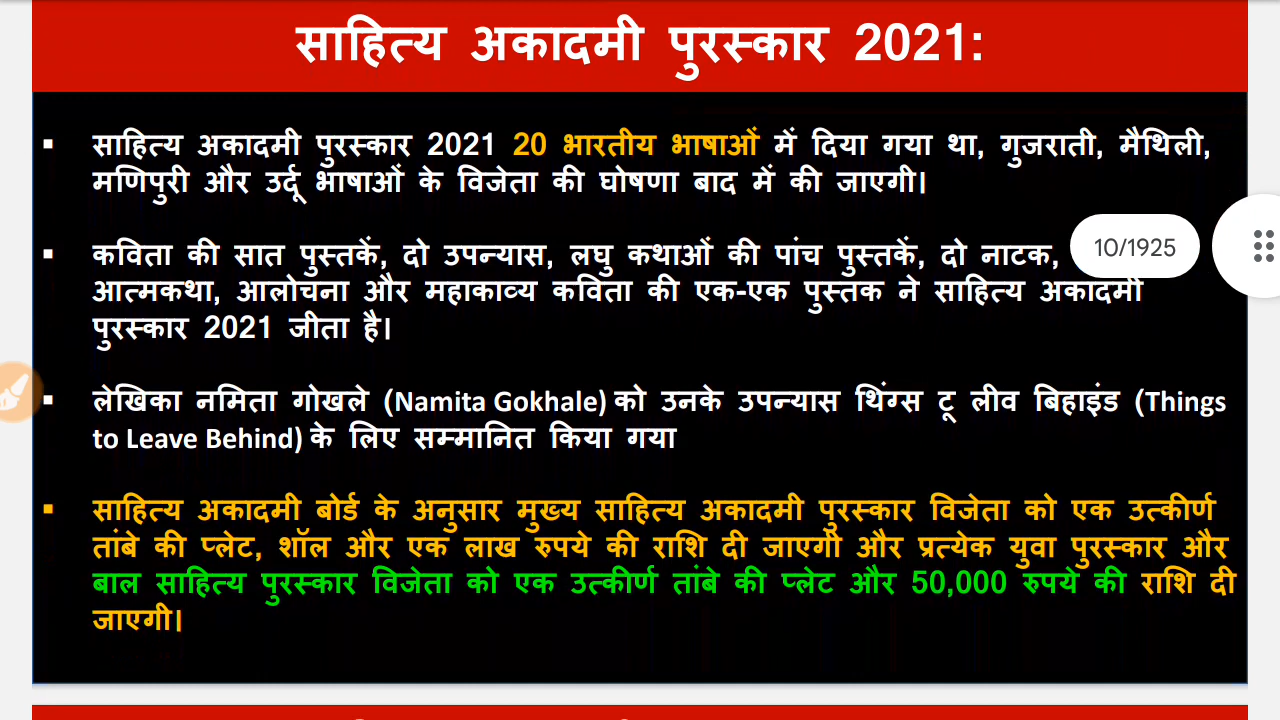 साहित्य अकादमी पुरस्कार 2021:
▪ साहित्य अकादमी पुरस्कार 2021 20 भारतीय भाषाओं में दिया गया था, गुजराती, मैथिली,
मणिपुरी और उर्दू भाषाओं के विजेता की घोषणा बाद में की जाएगी।
▪ कविता की सात पुस्तकें, दो उपन्यास, लघु कथाओं की पांच पुस्तकें, दो नाटक,
10/1925
आत्मकथा, आलोचना और महाकाव्य कविता की एक-एक पुस्तक ने साहित्य अकादमी
पुरस्कार 2021 जीता है।
▪ लेखिका नमिता गोखले (Namita Gokhale) को उनके उपन्यास थिंग्स टू लीव बिहाइंड (Things
to Leave Behind) के लिए सम्मानित किया गया
▪ साहित्य अकादमी बोर्ड के अनुसार मुख्य साहित्य अकादमी पुरस्कार विजेता को एक उत्कीर्ण
तांबे की प्लेट, शॉल और एक लाख रुपये की राशि दी जाएगी और प्रत्येक युवा पुरस्कार और
बाल साहित्य पुरस्कार विजेता को एक उत्कीर्ण तांबे की प्लेट और 50,000 रुपये की राशि दी
जाएगी।